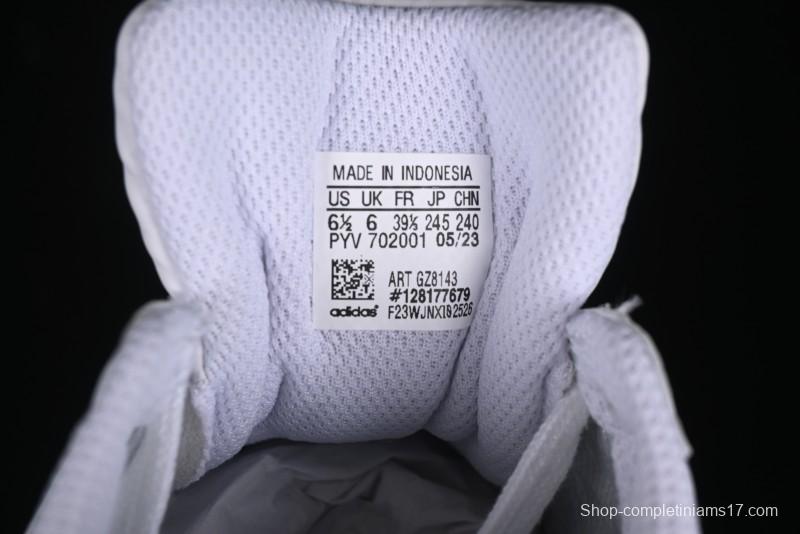 MADE IN INDONESIA
US UK FR JP CHN
6½ 6 39⅓ 245 240
PYV 702001 05/23
ART GZ8143
#128177679
adidas® F23WJNXI02526
Shop-completiniams17.com